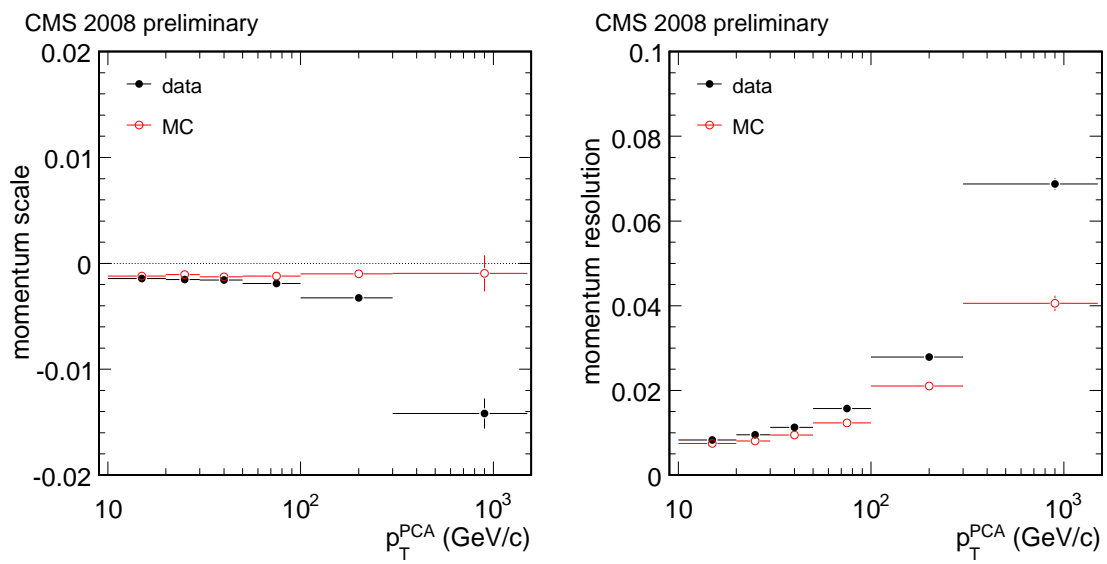 CMS 2008 preliminary
momentum scale
0.02
0.01
0
-0.01
-0.02
data
MC
10
10²
10³
p_T^PCA (GeV/c)
CMS 2008 preliminary
momentum resolution
0.1
0.08
0.06
0.04
0.02
0
data
MC
10
10²
10³
p_T^PCA (GeV/c)